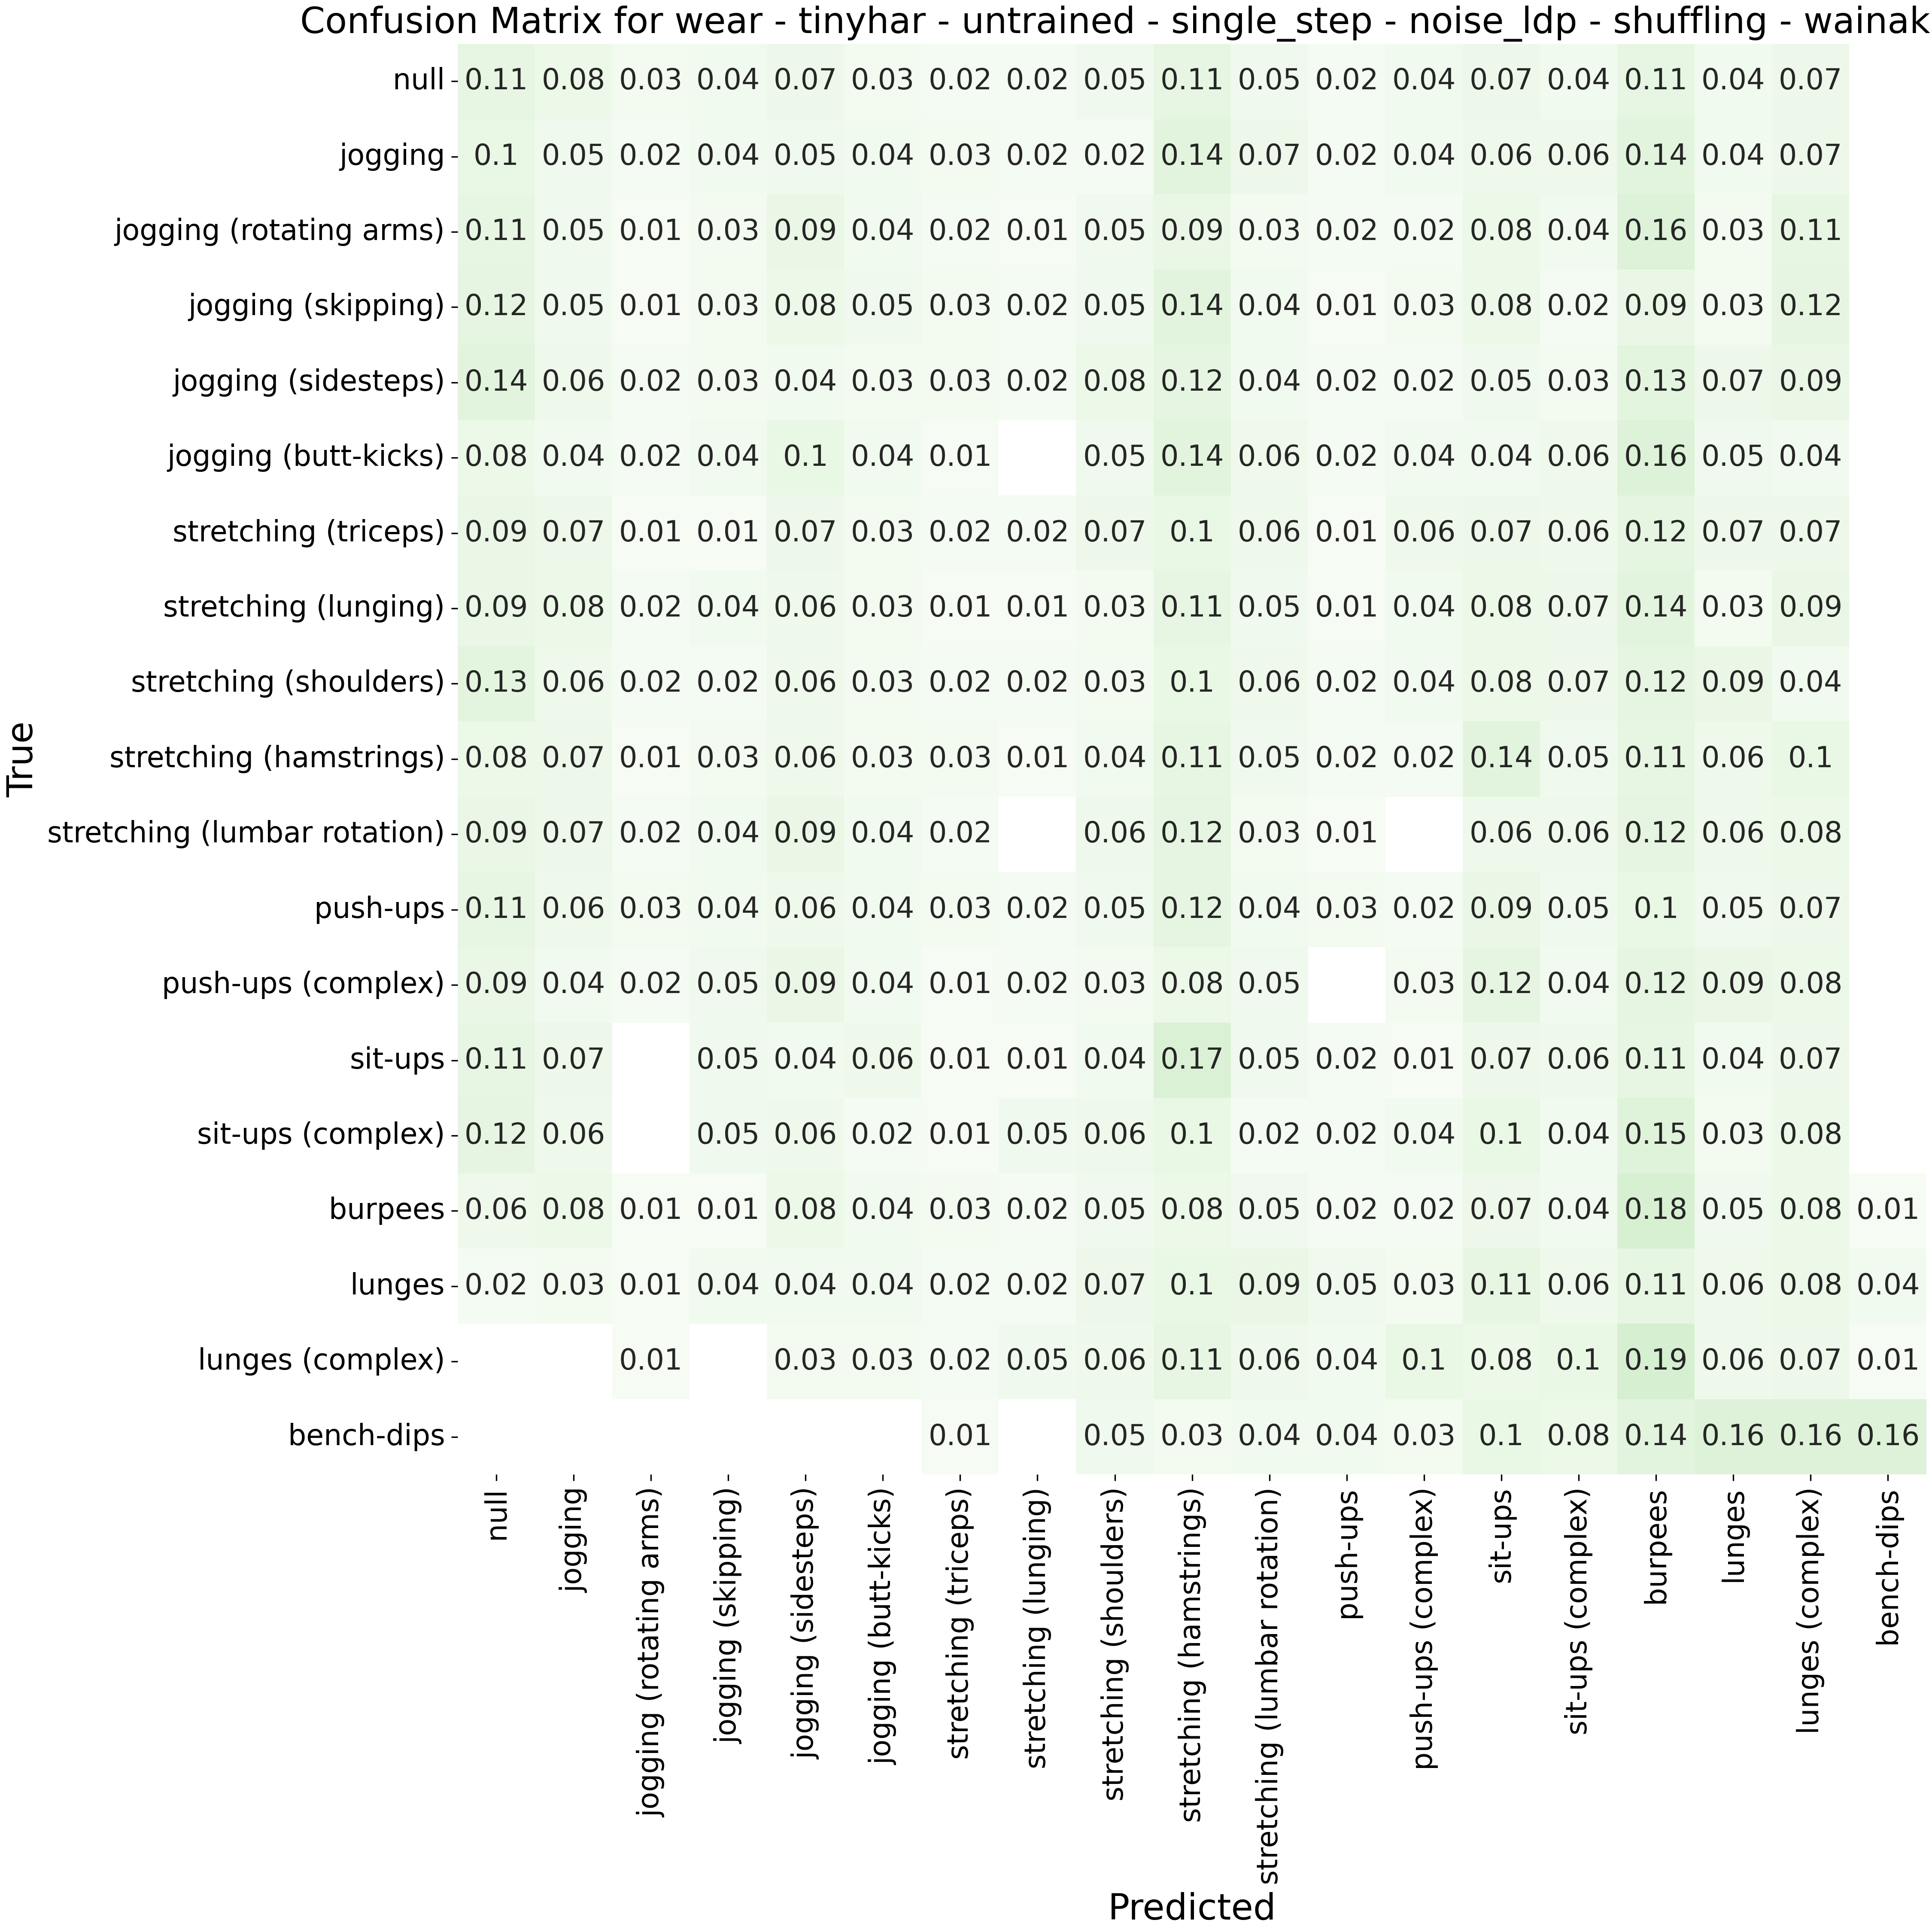 Confusion Matrix for wear - tinyhar - untrained - single_step - noise_ldp - shuffling - wainak
null 0.11 0.08 0.03 0.04 0.07 0.03 0.02 0.02 0.05 0.11 0.05 0.02 0.04 0.07 0.04 0.11 0.04 0.07
jogging 0.1 0.05 0.02 0.04 0.05 0.04 0.03 0.02 0.02 0.14 0.07 0.02 0.04 0.06 0.06 0.14 0.04 0.07
jogging (rotating arms) 0.11 0.05 0.01 0.03 0.09 0.04 0.02 0.01 0.05 0.09 0.03 0.02 0.02 0.08 0.04 0.16 0.03 0.11
jogging (skipping) 0.12 0.05 0.01 0.03 0.08 0.05 0.03 0.02 0.05 0.14 0.04 0.01 0.03 0.08 0.02 0.09 0.03 0.12
jogging (sidesteps) 0.14 0.06 0.02 0.03 0.04 0.03 0.03 0.02 0.08 0.12 0.04 0.02 0.02 0.05 0.03 0.13 0.07 0.09
jogging (butt-kicks) 0.08 0.04 0.02 0.04 0.1 0.04 0.01 0.05 0.14 0.06 0.02 0.04 0.04 0.06 0.16 0.05 0.04
stretching (triceps) 0.09 0.07 0.01 0.01 0.07 0.03 0.02 0.02 0.07 0.1 0.06 0.01 0.06 0.07 0.06 0.12 0.07 0.07
stretching (lunging) 0.09 0.08 0.02 0.04 0.06 0.03 0.01 0.01 0.03 0.11 0.05 0.01 0.04 0.08 0.07 0.14 0.03 0.09
stretching (shoulders) 0.13 0.06 0.02 0.02 0.06 0.03 0.02 0.02 0.03 0.1 0.06 0.02 0.04 0.08 0.07 0.12 0.09 0.04
stretching (hamstrings) 0.08 0.07 0.01 0.03 0.06 0.03 0.03 0.01 0.04 0.11 0.05 0.02 0.02 0.14 0.05 0.11 0.06 0.1
stretching (lumbar rotation) 0.09 0.07 0.02 0.04 0.09 0.04 0.02 0.06 0.12 0.03 0.01 0.06 0.06 0.12 0.06 0.08
push-ups 0.11 0.06 0.03 0.04 0.06 0.04 0.03 0.02 0.05 0.12 0.04 0.03 0.02 0.09 0.05 0.1 0.05 0.07
push-ups (complex) 0.09 0.04 0.02 0.05 0.09 0.04 0.01 0.02 0.03 0.08 0.05 0.03 0.12 0.04 0.12 0.09 0.08
sit-ups 0.11 0.07 0.05 0.04 0.06 0.01 0.01 0.04 0.17 0.05 0.02 0.01 0.07 0.06 0.11 0.04 0.07
sit-ups (complex) 0.12 0.06 0.05 0.06 0.02 0.01 0.05 0.06 0.1 0.02 0.02 0.04 0.1 0.04 0.15 0.03 0.08
burpees 0.06 0.08 0.01 0.01 0.08 0.04 0.03 0.02 0.05 0.08 0.05 0.02 0.02 0.07 0.04 0.18 0.05 0.08 0.01
lunges 0.02 0.03 0.01 0.04 0.04 0.04 0.02 0.02 0.07 0.1 0.09 0.05 0.03 0.11 0.06 0.11 0.06 0.08 0.04
lunges (complex) 0.01 0.03 0.03 0.02 0.05 0.06 0.11 0.06 0.04 0.1 0.08 0.1 0.19 0.06 0.07 0.01
bench-dips 0.01 0.05 0.03 0.04 0.04 0.03 0.1 0.08 0.14 0.16 0.16 0.16
True
null
jogging
jogging (rotating arms)
jogging (skipping)
jogging (sidesteps)
jogging (butt-kicks)
stretching (triceps)
stretching (lunging)
stretching (shoulders)
stretching (hamstrings)
stretching (lumbar rotation)
push-ups
push-ups (complex)
sit-ups
sit-ups (complex)
burpees
lunges
lunges (complex)
bench-dips
Predicted